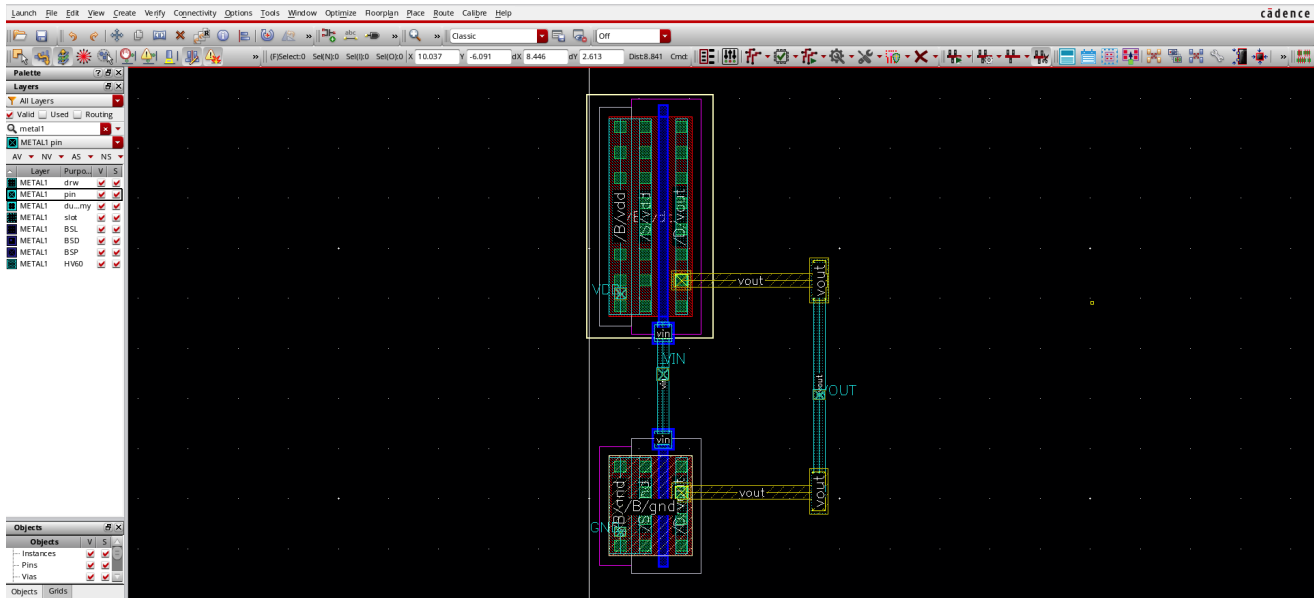 Launch File Edit View Create Verify Connectivity Options Tools Window Optimize Floorplan Place Route Calibre Help
cādence
abc
» Classic
Off
» (F)Select:0 Sel(N):0 Sel(I):0 Sel(O):0 X 10.037 Y -6.091 dX 8.446 dY 2.613 Dist:8.841 Cmd:
Palette
Layers
All Layers
Valid Used Routing
metal1
METAL1 pin
AV NV AS NS
Layer Purpo... V S
METAL1 drw
METAL1 pin
METAL1 du...my
METAL1 slot
METAL1 BSL
METAL1 BSD
METAL1 BSP
METAL1 HV60
Objects
Objects V S
Instances
Pins
Vias
Objects Grids
/B/vdd
/S/vdd
/D/vout
vout
vout
vin
VIN
vout
VOUT
vin
/B/gnd
/B/gnd
vout
vout